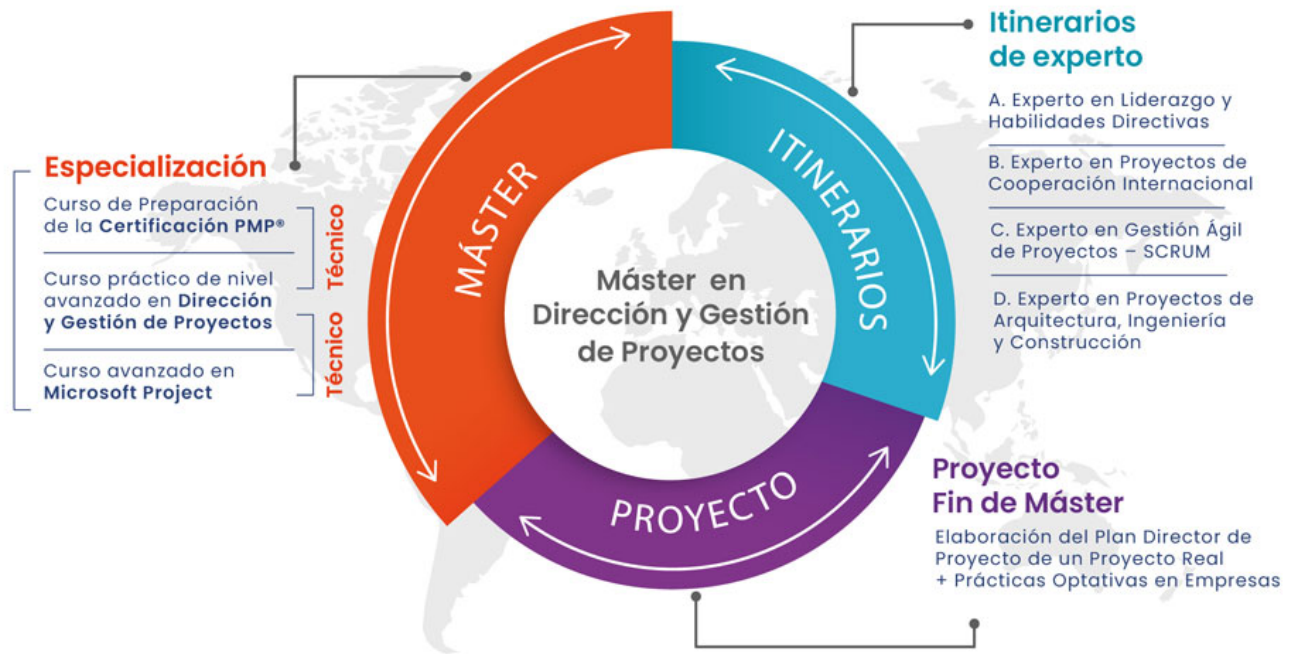 Especialización
Curso de Preparación
de la Certificación PMP®
Curso práctico de nivel
avanzado en Dirección
y Gestión de Proyectos
Curso avanzado en
Microsoft Project
Técnico
Técnico
MÁSTER
ITINERARIOS
PROYECTO
Máster en
Dirección y Gestión
de Proyectos
Itinerarios
de experto
A. Experto en Liderazgo y
Habilidades Directivas
B. Experto en Proyectos de
Cooperación Internacional
C. Experto en Gestión Ágil
de Proyectos – SCRUM
D. Experto en Proyectos de
Arquitectura, Ingeniería
y Construcción
Proyecto
Fin de Máster
Elaboración del Plan Director de
Proyecto de un Proyecto Real
+ Prácticas Optativas en Empresas